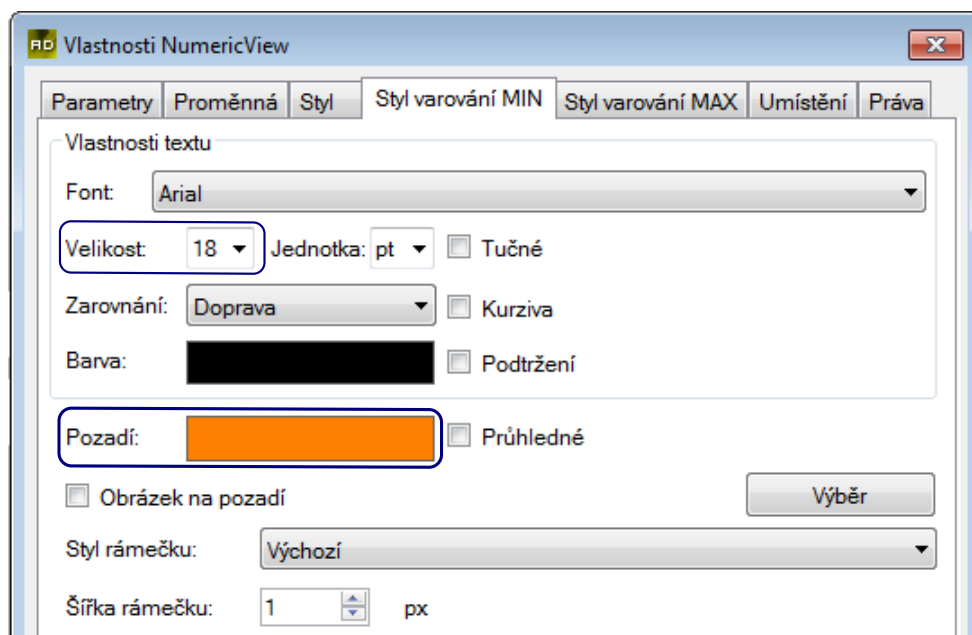 RD Vlastnosti NumericView
Parametry Proměnná Styl Styl varování MIN Styl varování MAX Umístění Práva
Vlastnosti textu
Font: Arial
Velikost: 18 Jednotka: pt Tučné
Zarovnání: Doprava Kurziva
Barva: Podtržení
Pozadí: Průhledné
Obrázek na pozadí Výběr
Styl rámečku: Výchozí
Šířka rámečku: 1 px